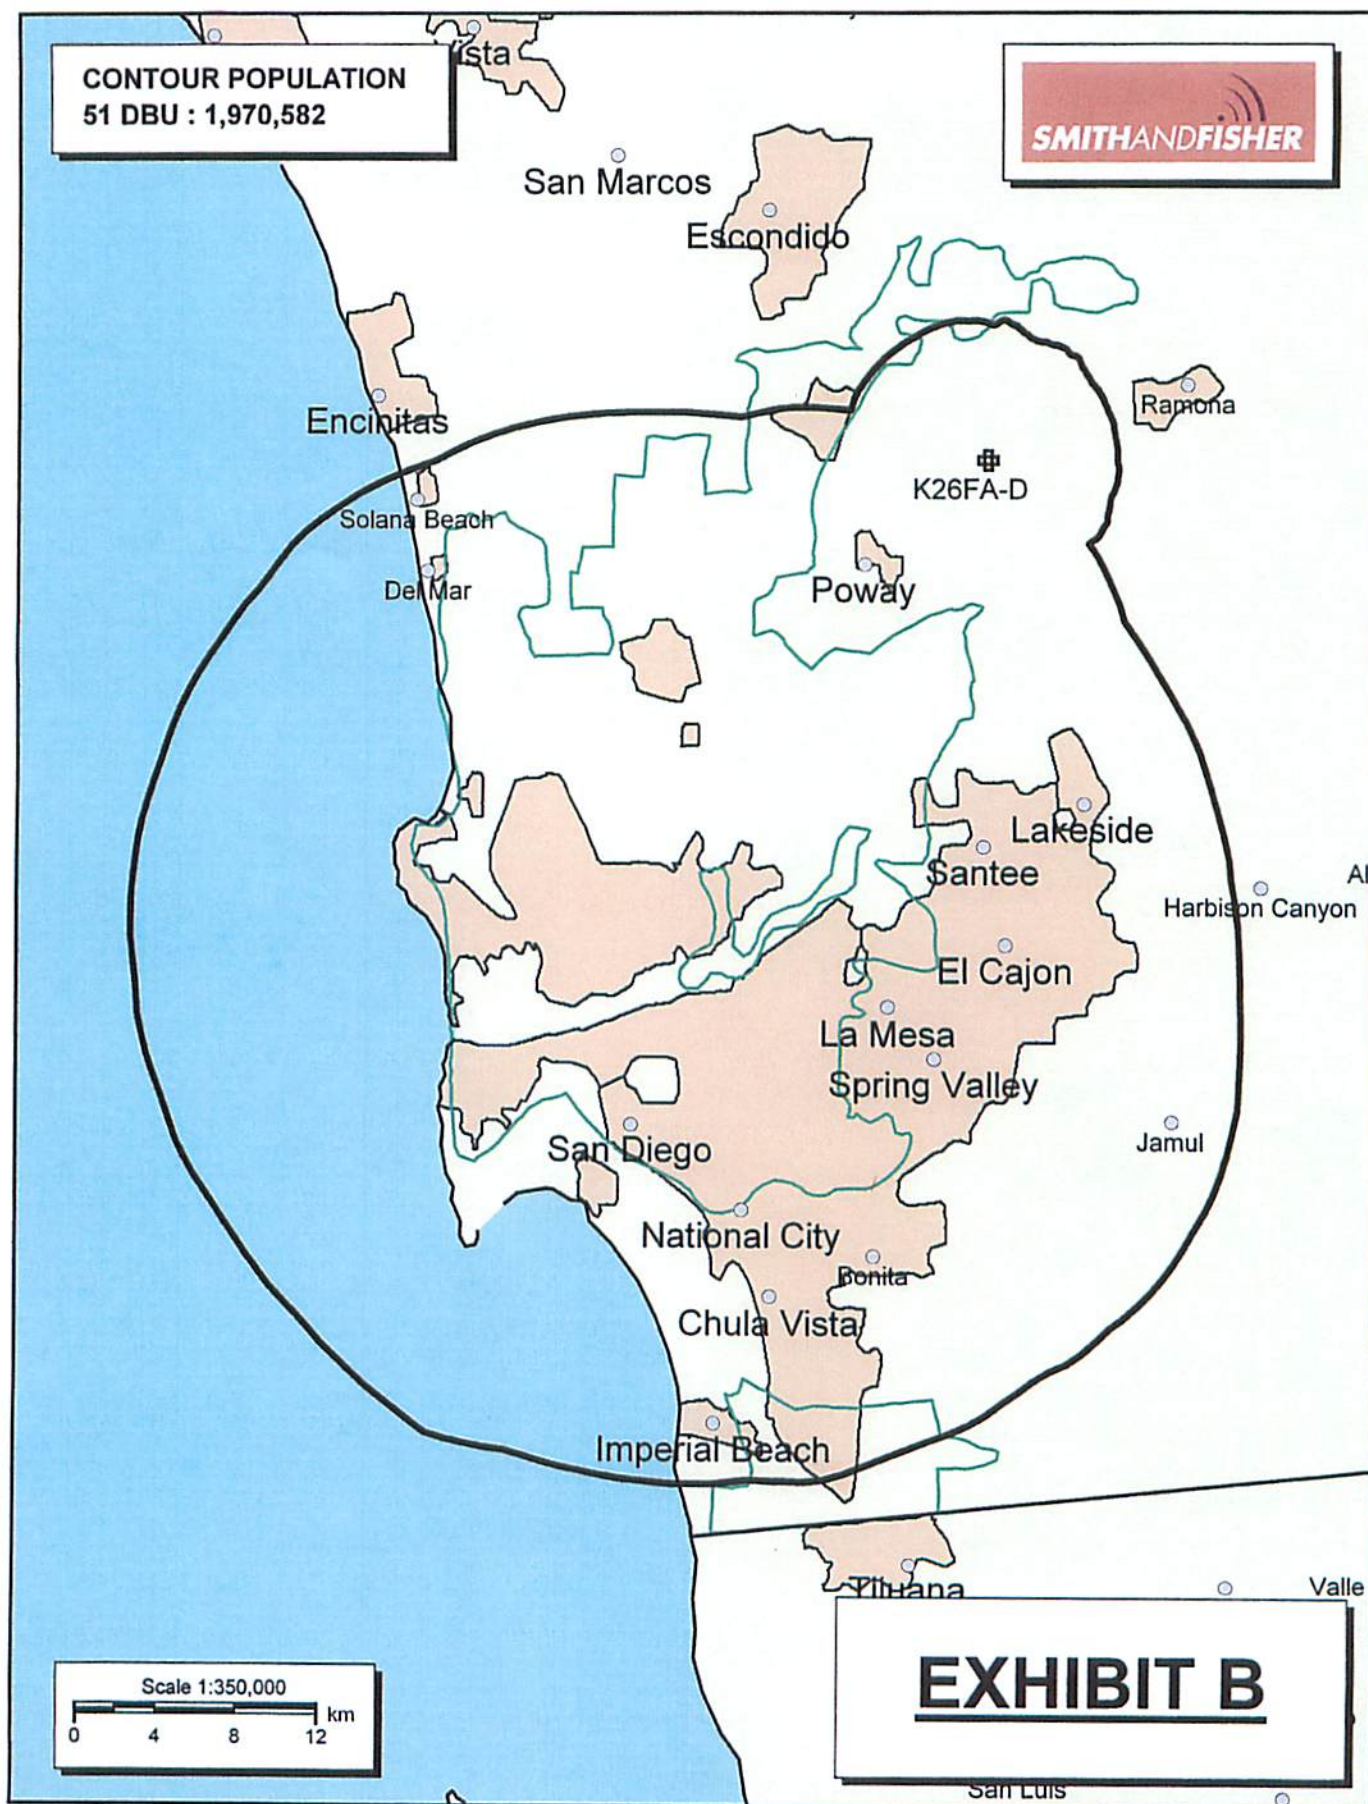 CONTOUR POPULATION
51 DBU : 1,970,582
SMITHANDFISHER
San Marcos
Escondido
Encinitas
Ramona
K26FA-D
Solana Beach
Del Mar
Poway
Lakeside
Santee
Harbison Canyon
El Cajon
La Mesa
Spring Valley
Jamul
San Diego
National City
Bonita
Chula Vista
Imperial Beach
Tijuana
Valle
Scale 1:350,000
km
0 4 8 12
EXHIBIT B
San Luis